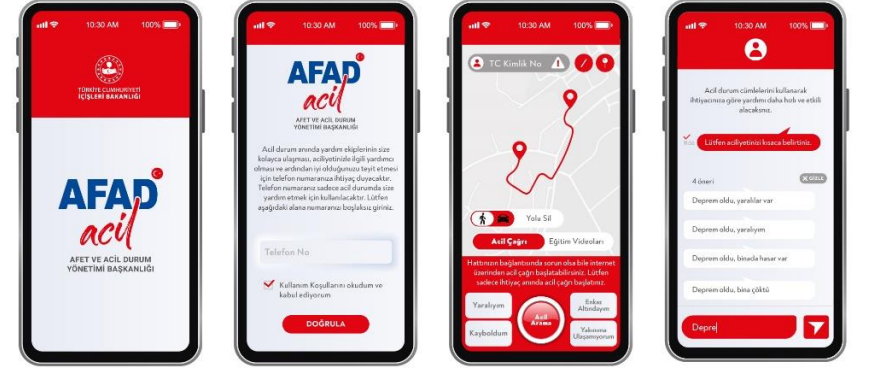 10:30 AM
100%
TÜRKİYE CUMHURİYETİ
İÇİŞLERİ BAKANLIĞI
AFAD
acil
AFET VE ACİL DURUM
YÖNETİMİ BAŞKANLIĞI
10:30 AM
100%
AFAD
acil
AFET VE ACİL DURUM
YÖNETİMİ BAŞKANLIĞI
Acil durum anında yardım ekiplerinin size
kolayca ulaşması, aciliyetinizle ilgili yardımcı
olması ve ardından iyi olduğunuzu teyit etmesi
için telefon numaranıza ihtiyaç duyacaktır.
Telefon numaranız sadece acil durumda size
yardım etmek için kullanılacaktır. Lütfen
aşağıdaki alana numaranızı boşluksuz giriniz.
Telefon No
Kullanım Koşullarını okudum ve
kabul ediyorum
DOĞRULA
10:30 AM
100%
TC Kimlik No
Yolu Sil
Acil Çağrı
Eğitim Videoları
Hattınızın bağlantısında sorun olsa bile internet
üzerinden acil çağrı başlatabilirsiniz. Lütfen
sadece ihtiyaç anında acil çağrı başlatınız.
Yaralıyım
Enkaz
Altındayım
Acil
Arama
Kayboldum
Yakınıma
Ulaşamıyorum
10:30 AM
100%
Acil durum cümlelerini kullanarak
ihtiyacınıza göre yardımı daha hızlı ve etkili
alacaksınız.
Lütfen aciliyetinizi kısaca belirtiniz.
4 öneri
X GİZLE
Deprem oldu, yaralılar var
Deprem oldu, yaralıyım
Deprem oldu, binada hasar var
Deprem oldu, bina çöktü
Depre